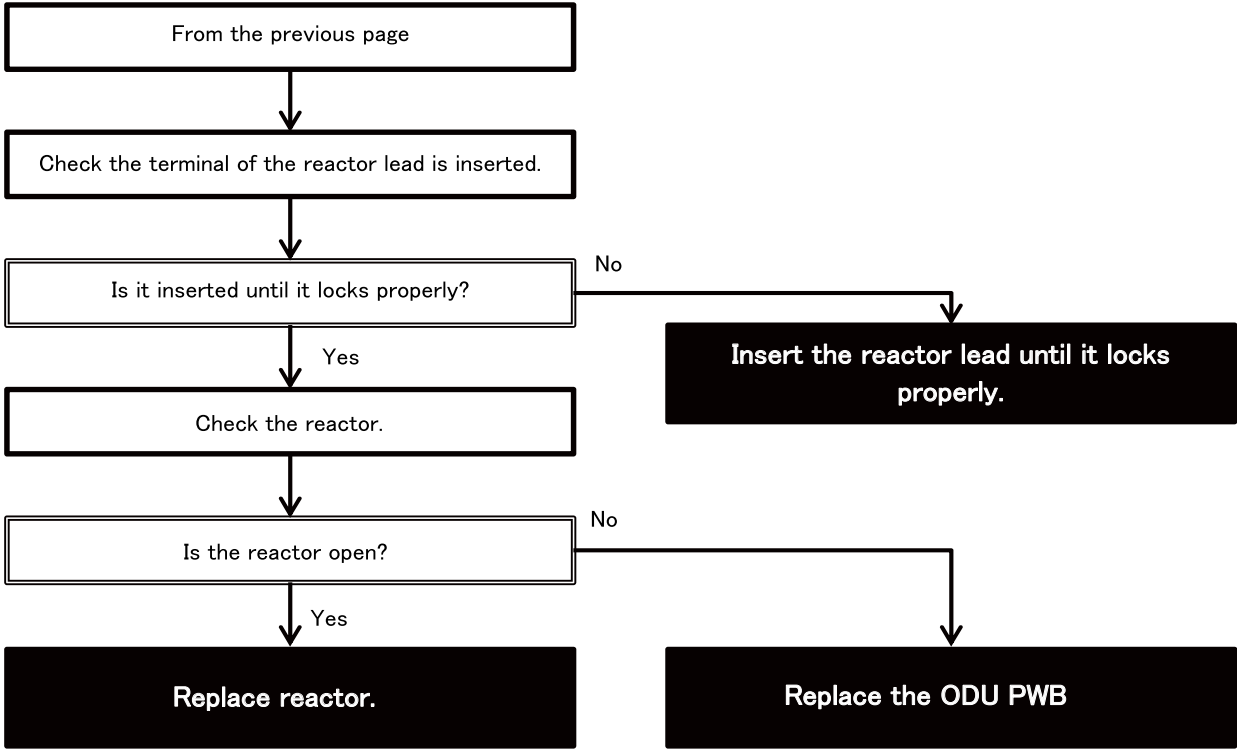 From the previous page
Check the terminal of the reactor lead is inserted.
Is it inserted until it locks properly?
No
Insert the reactor lead until it locks
properly.
Yes
Check the reactor.
Is the reactor open?
No
Yes
Replace reactor.
Replace the ODU PWB